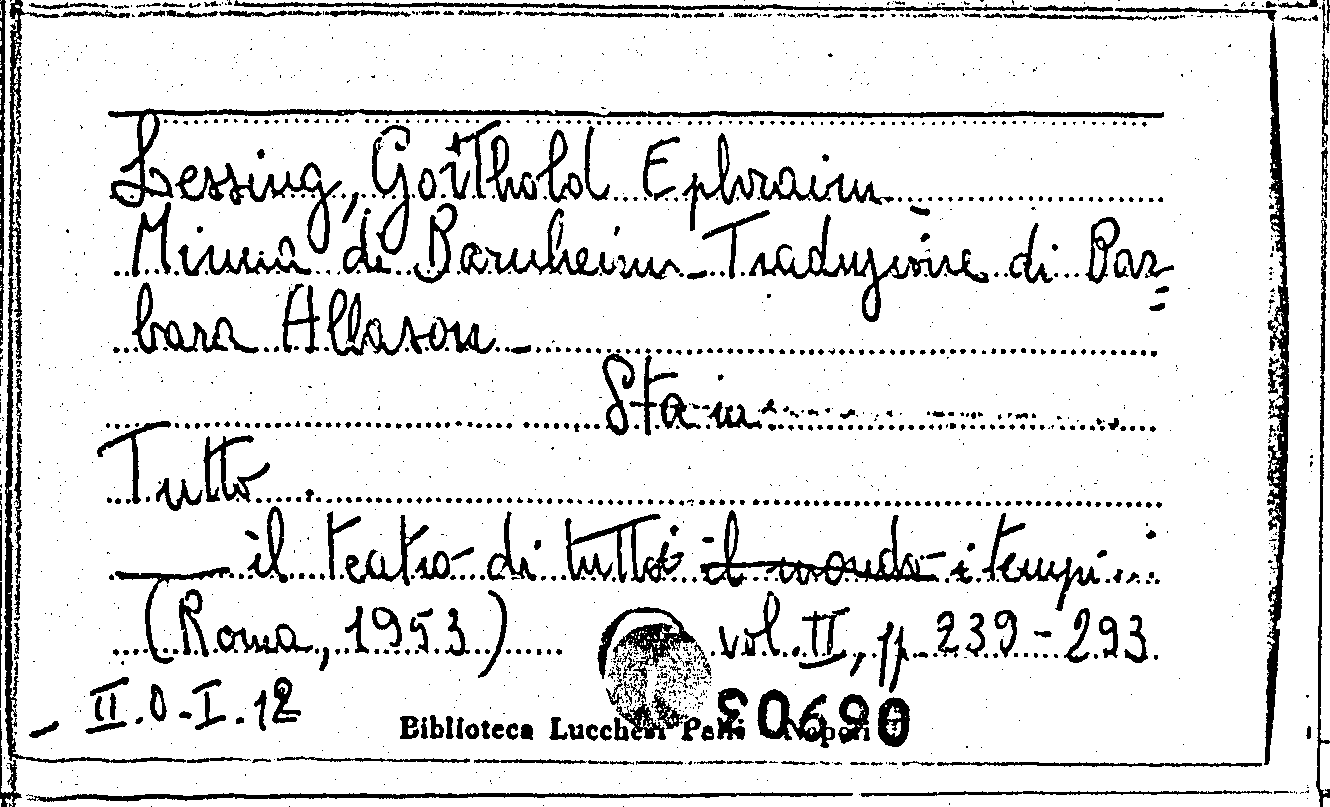 Lessing, Gotthold Ephraim
Minna di Barnheim - Traduzione di Bar=
bara Allason -
Sta in
Tutto
—— il teatro di tutti il mondo i tempi...
(Roma, 1953) vol. II, pp. 239-293
- II.0-I.12
Biblioteca Lucchesi Palli Napoli